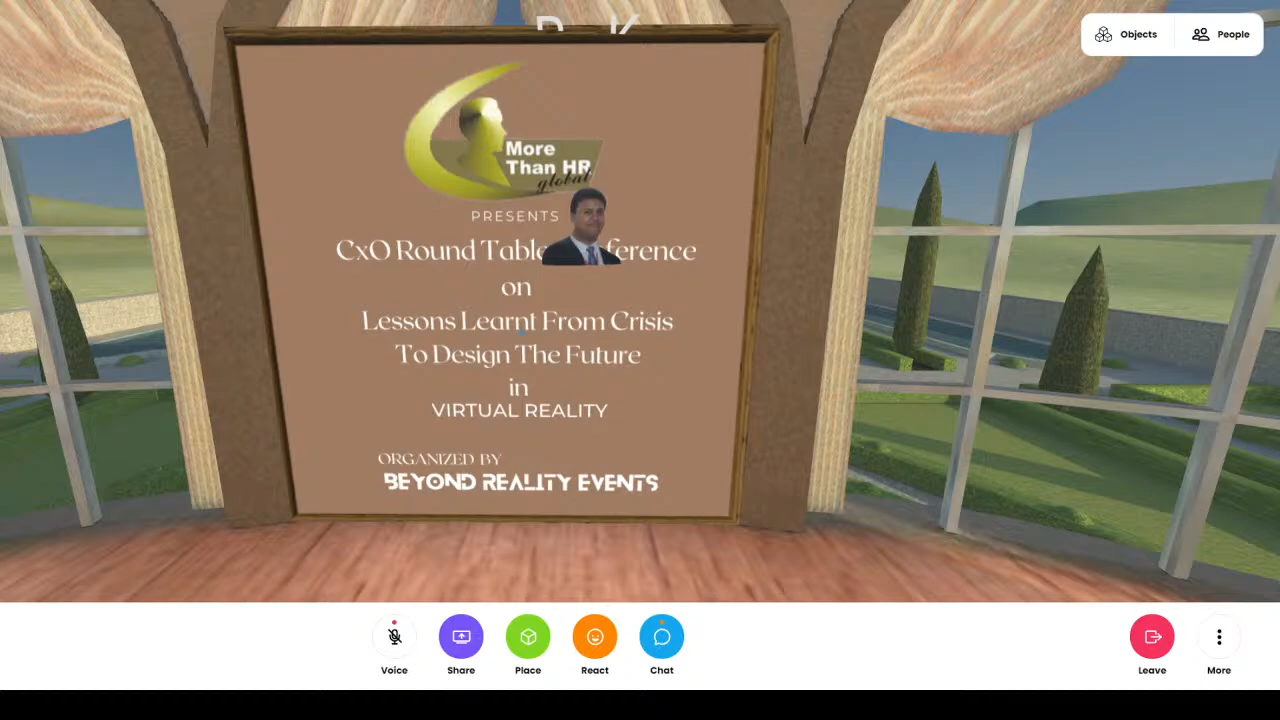 Objects
People
More
Than HR
global
PRESENTS
CxO Round Table ference
on
Lessons Learnt From Crisis
To Design The Future
in
VIRTUAL REALITY
ORGANIZED BY
BEYOND REALITY EVENTS
Voice
Share
Place
React
Chat
Leave
More